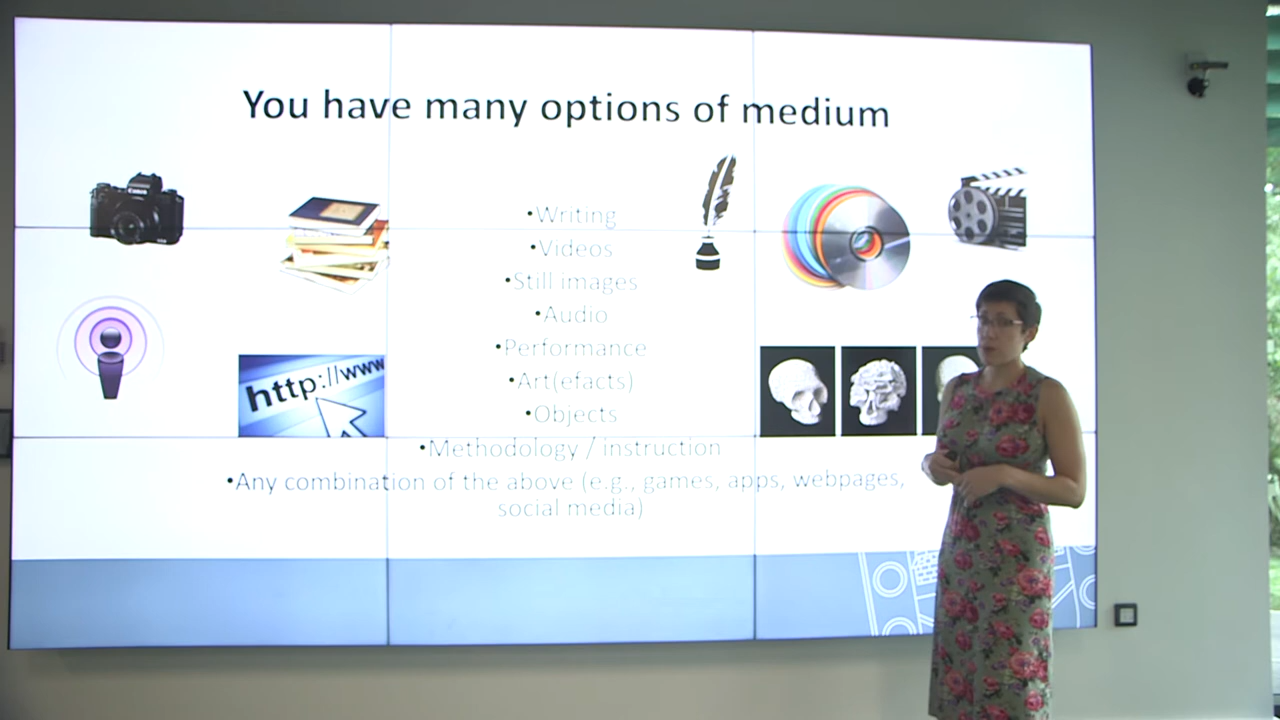 You have many options of medium
Canon
•Writing
•Videos
•Still images
•Audio
•Performance
•Art(efacts)
•Objects
•Methodology / instruction
•Any combination of the above (e.g., games, apps, webpages,
social media)
http://www